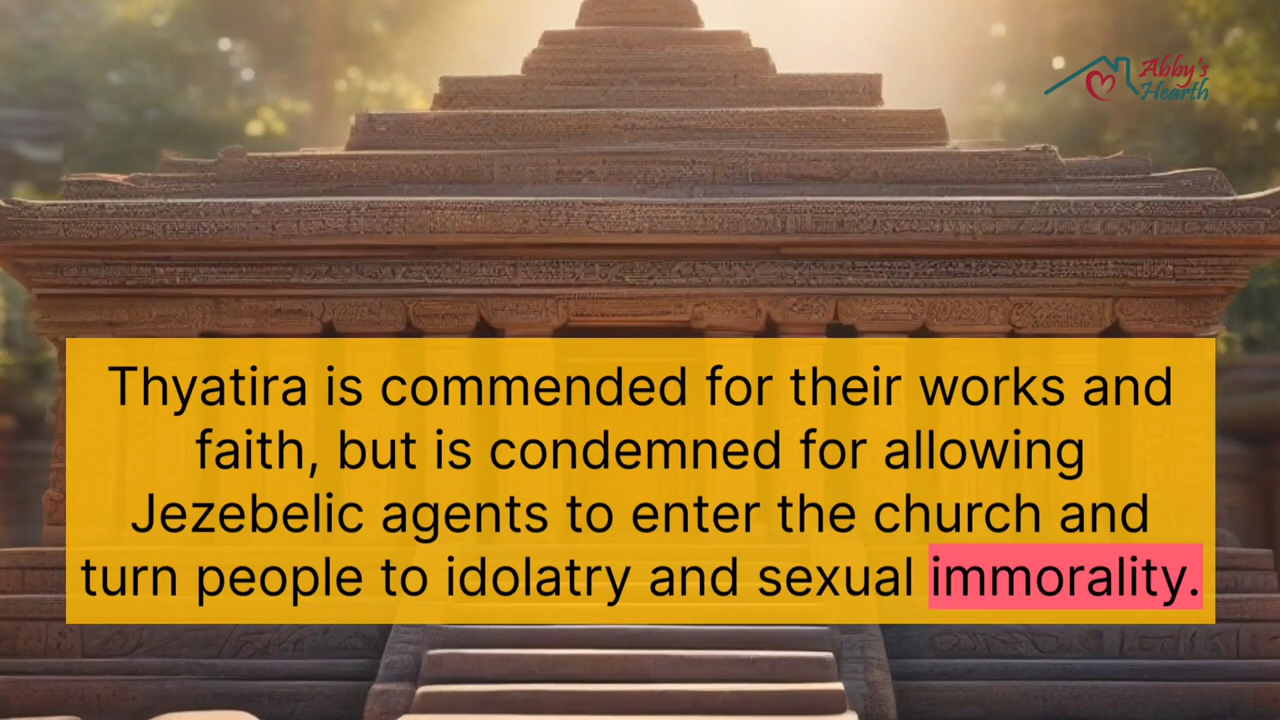 Abby's
Hearth
Thyatira is commended for their works and
faith, but is condemned for allowing
Jezebelic agents to enter the church and
turn people to idolatry and sexual immorality.